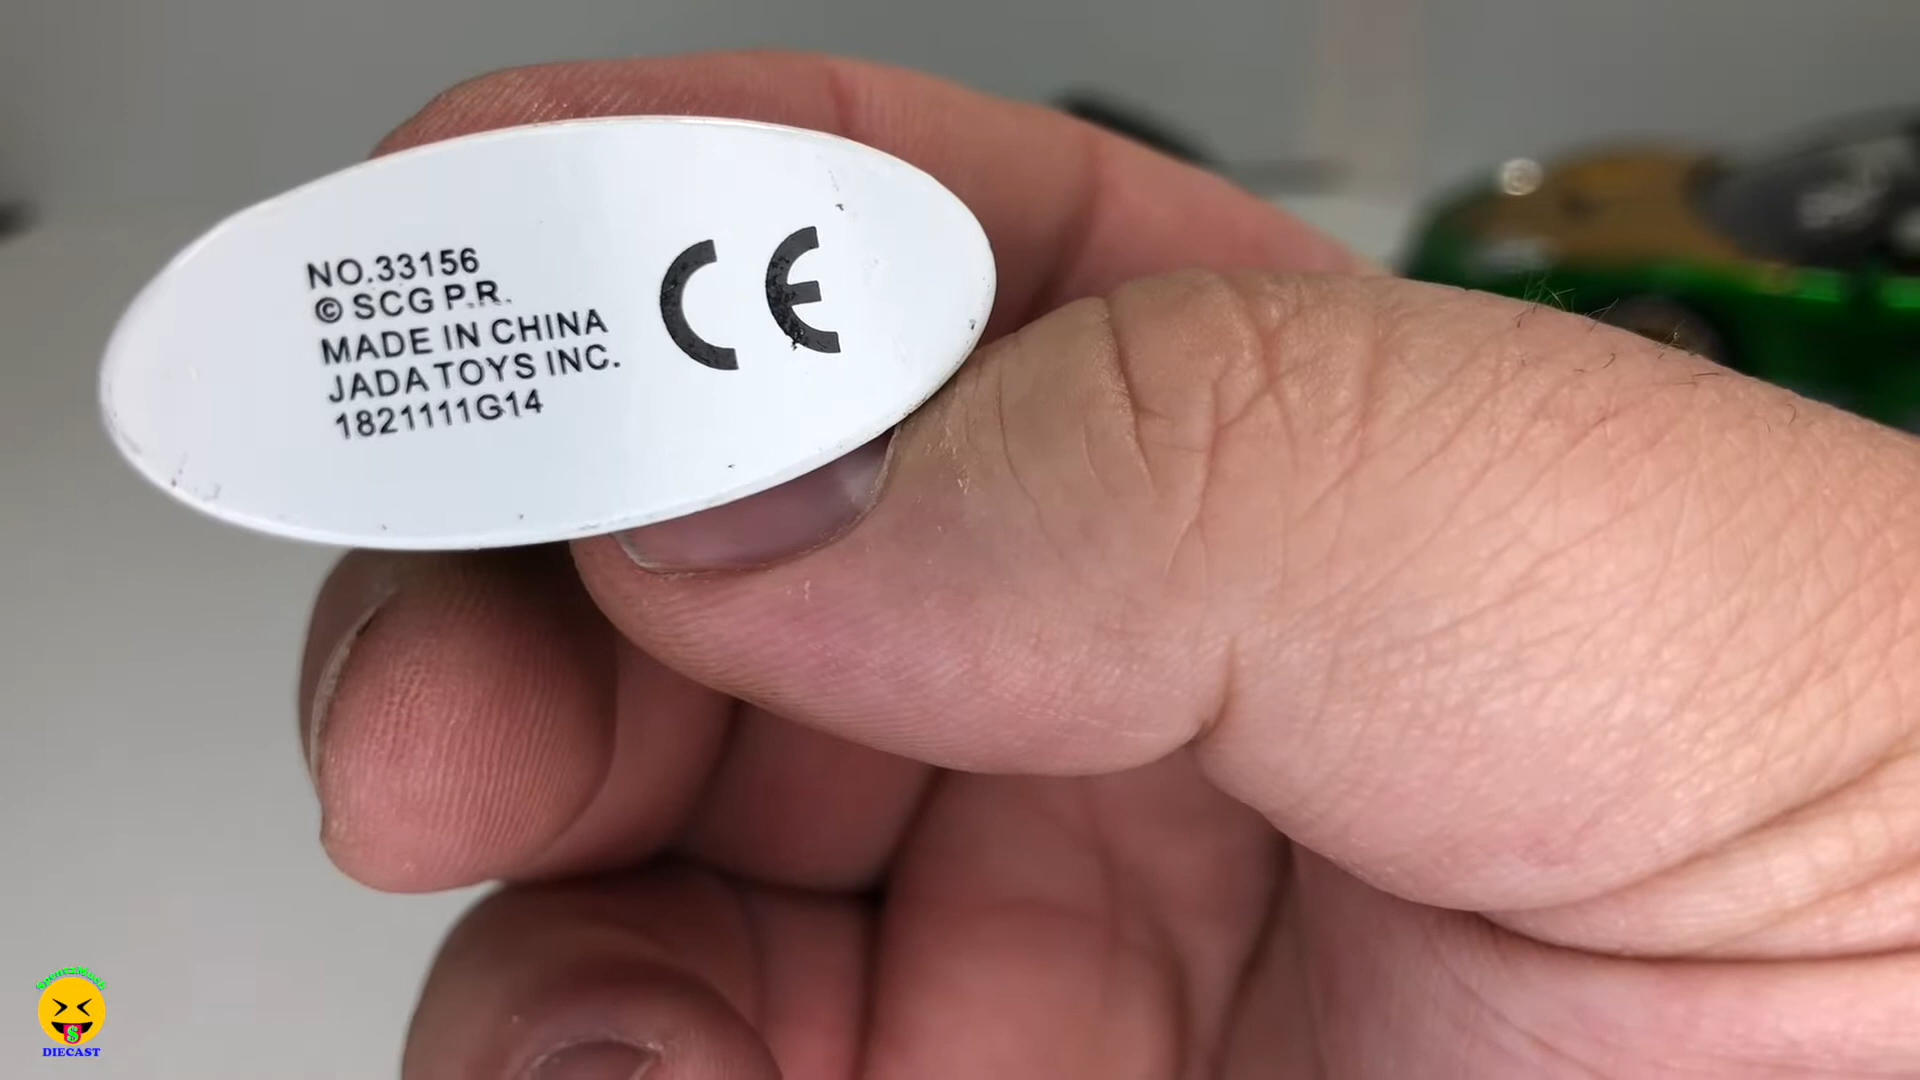 NO.33156
© SCG P.R.
MADE IN CHINA
JADA TOYS INC.
1821111G14
CE
$
DIECAST